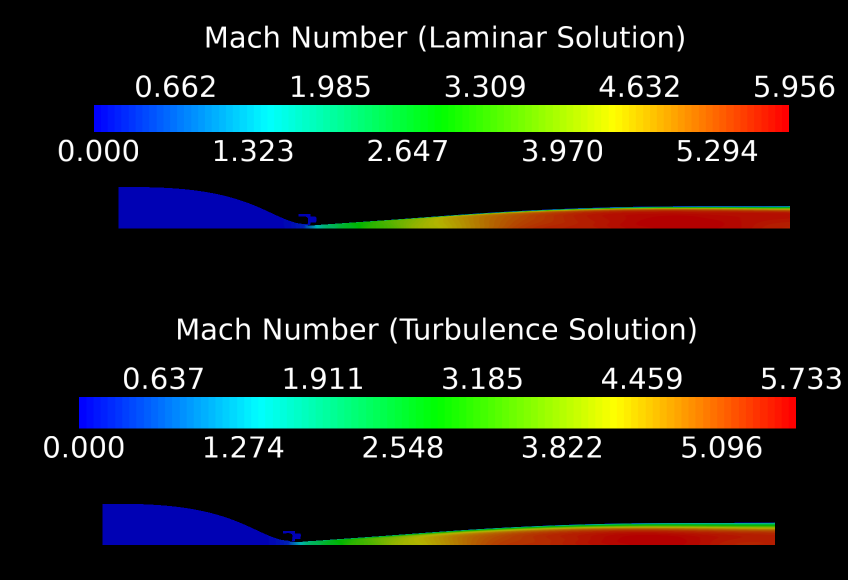 Mach Number (Laminar Solution)
0.662 1.985 3.309 4.632 5.956
0.000 1.323 2.647 3.970 5.294
Mach Number (Turbulence Solution)
0.637 1.911 3.185 4.459 5.733
0.000 1.274 2.548 3.822 5.096